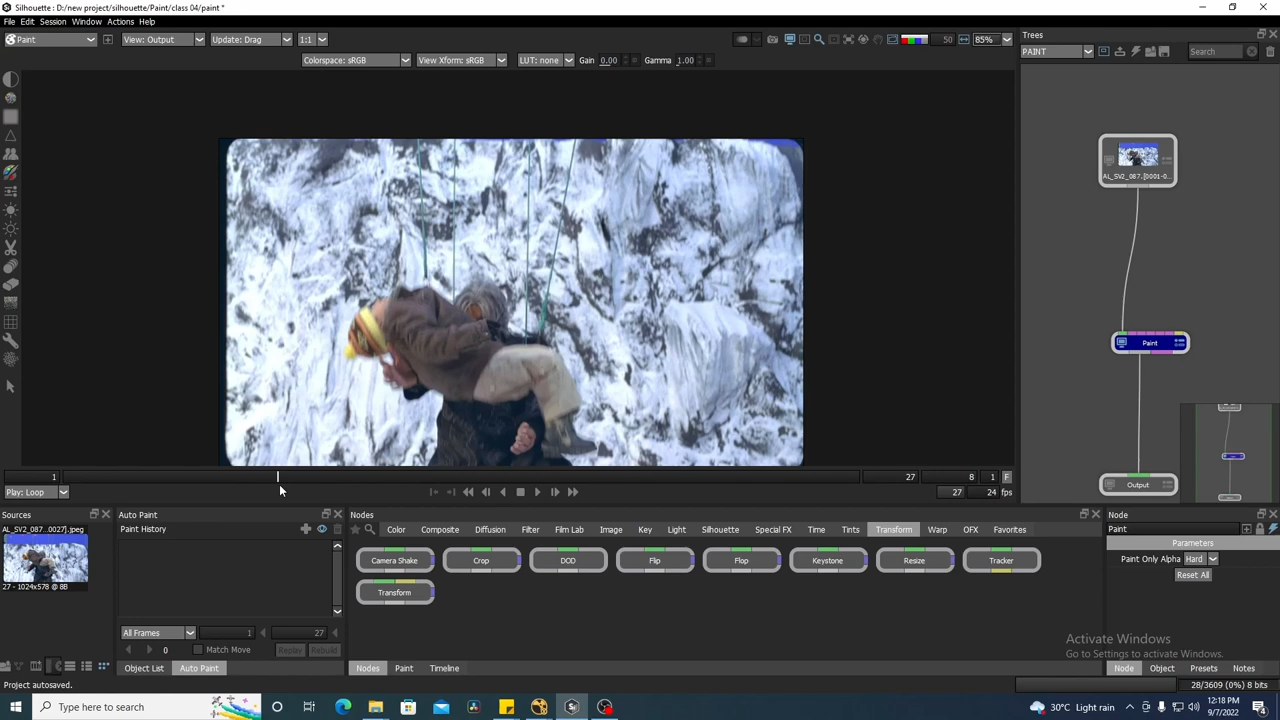 Silhouette : D:/new project/silhouette/Paint/class 04/paint *
File Edit Session Window Actions Help
Paint View: Output Update: Drag 1:1 50 85%
Colorspace: sRGB View Xform: sRGB LUT: none Gain 0.00 Gamma 1.00
Trees
PAINT Search
AL_SV2_087.[0001-0...
Paint
Output
1 27 8 1 F
Play: Loop 27 24 fps
Sources
AL_SV2_087...0027].jpeg
27 - 1024x578 @ 8B
Auto Paint
Paint History
All Frames 1 27
0 Match Move Replay Rebuild
Object List Auto Paint
Nodes
Color Composite Diffusion Filter Film Lab Image Key Light Silhouette Special FX Time Tints Transform Warp OFX Favorites
Camera Shake Crop DOD Flip Flop Keystone Resize Tracker
Transform
Nodes Paint Timeline
Node
Paint
Parameters
Paint Only Alpha Hard
Reset All
Activate Windows
Go to Settings to activate Windows.
Node Object Presets Notes
Project autosaved.
28/3609 (0%) 8 bits
Type here to search
30°C Light rain
12:18 PM
9/7/2022